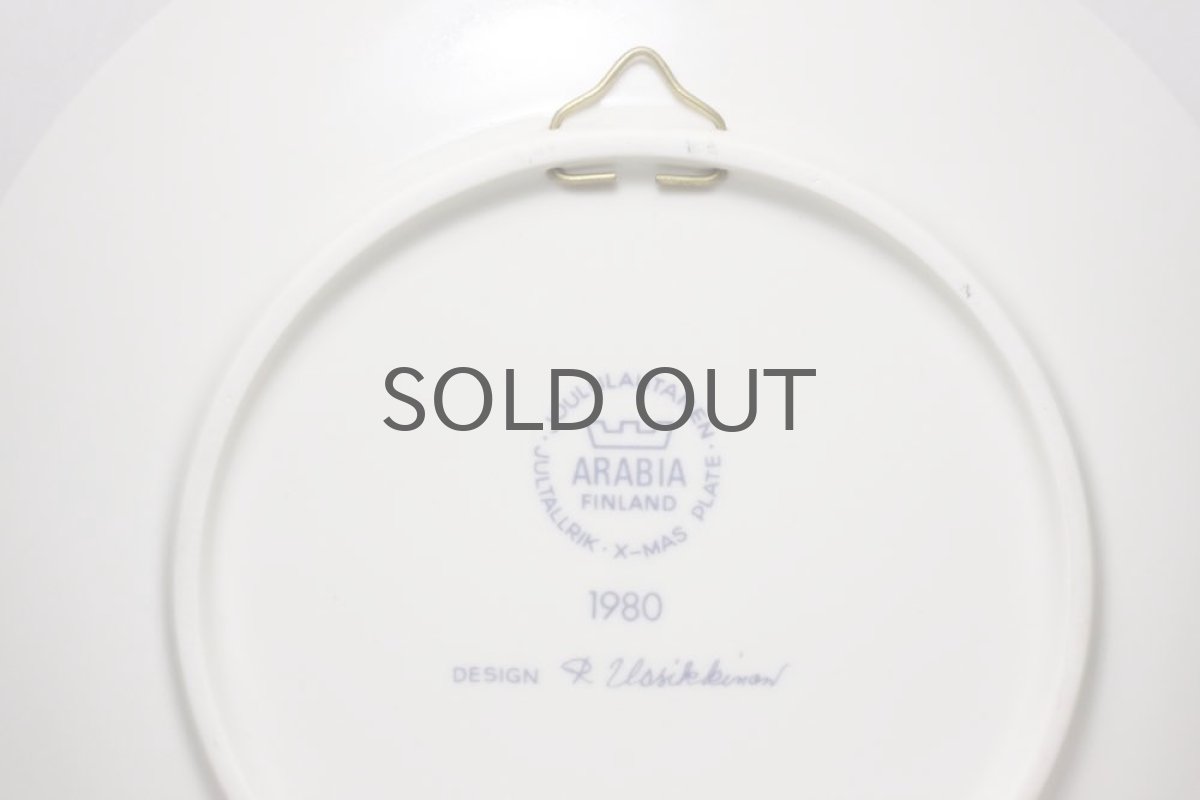 SOLD OUT
JOULULAUTANEN · JULTALLRIK · X-MAS PLATE ·
ARABIA
FINLAND
1980
DESIGN R Uosikkinen